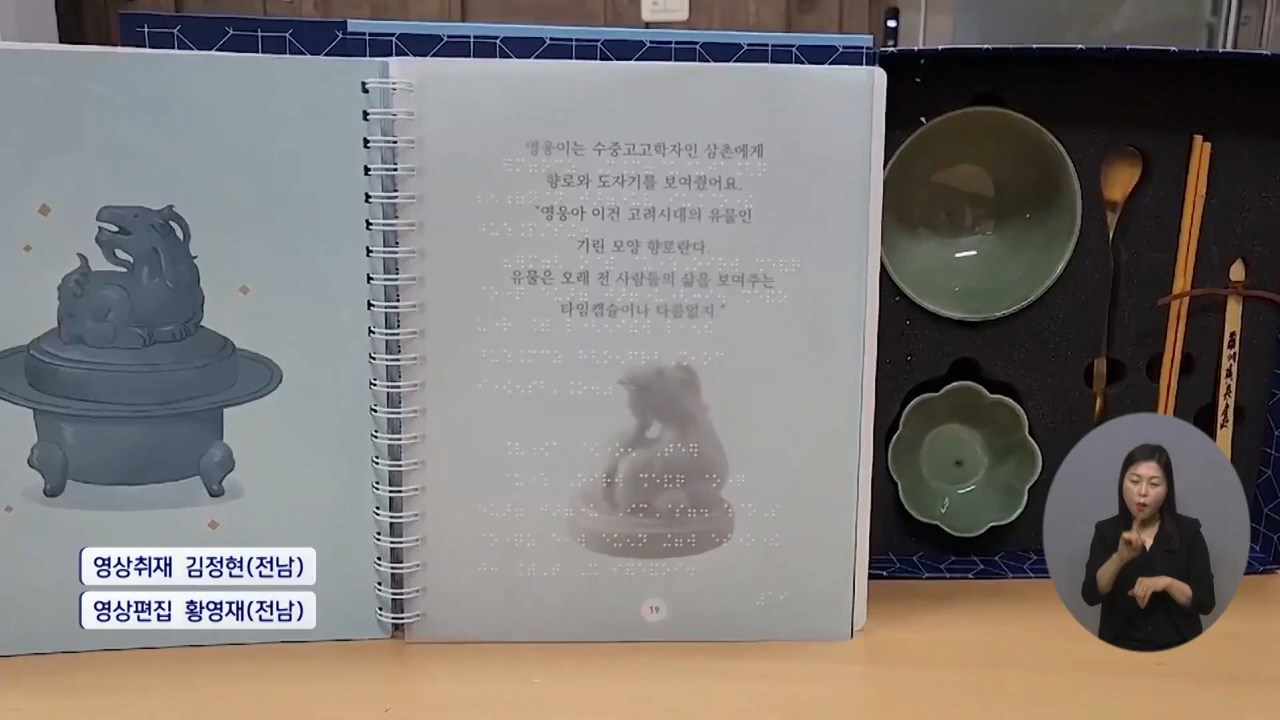 영웅이는 수중고고학자인 삼촌에게
향로와 도자기를 보여줬어요.
"영웅아 이건 고려시대의 유물인
기린 모양 향로란다.
유물은 오래 전 사람들의 삶을 보여주는
타임캡슐이나 다름없지."
19
영상취재 김정현(전남)
영상편집 황영재(전남)